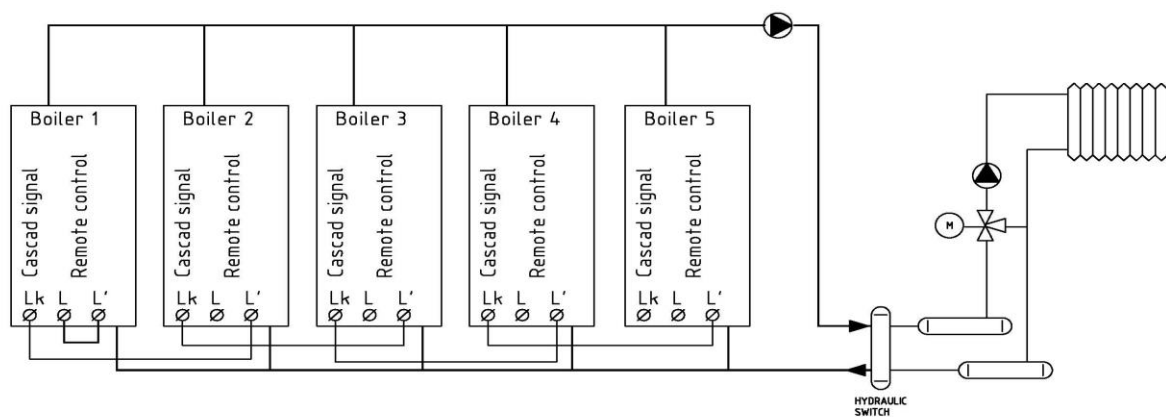 Boiler 1
Cascad signal
Remote control
Lk L L'
Boiler 2
Cascad signal
Remote control
Lk L L'
Boiler 3
Cascad signal
Remote control
Lk L L'
Boiler 4
Cascad signal
Remote control
Lk L L'
Boiler 5
Cascad signal
Remote control
Lk L L'
M
HYDRAULIC
SWITCH